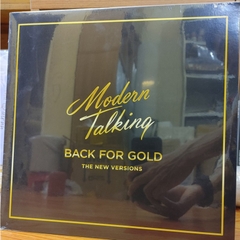 Modern
Talking
BACK FOR GOLD
THE NEW VERSIONS